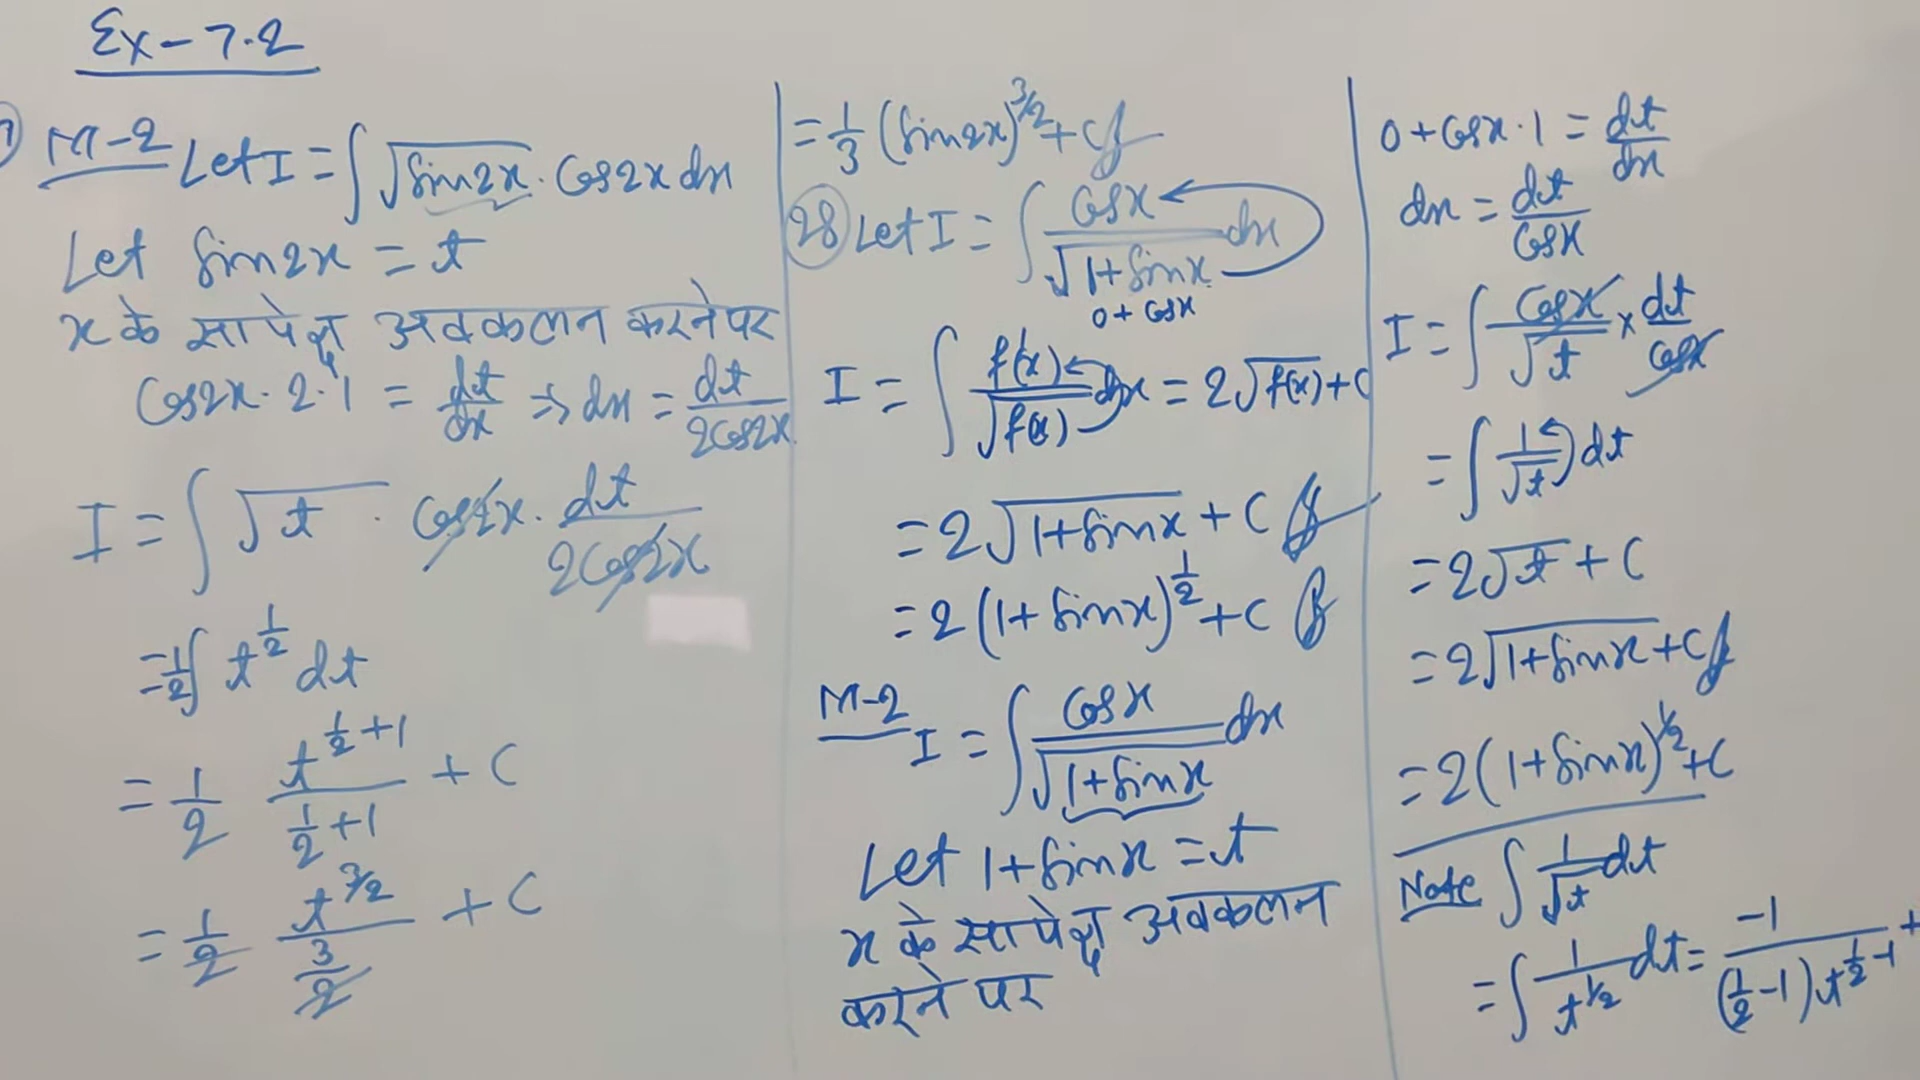 Ex-7.2
M-2 Let I = ∫ √sin2x . Cos2x dx
Let sin2x = t
x के सापेक्ष अवकलन करने पर
Cos2x . 2 . 1 = dt/dx ⇒ dx = dt/2Cos2x
I = ∫ √t . Cos2x . dt/2Cos2x
= 1/2 ∫ t^(1/2) dt
= 1/2 t^(1/2+1)/(1/2+1) + C
= 1/2 t^(3/2)/(3/2) + C
= 1/3 (sin2x)^(3/2) + C
28 Let I = ∫ Cosx/√(1+sinx) dx
0 + Cosx
I = ∫ f'(x)/√f(x) dx = 2√f(x) + C
= 2√(1+sinx) + C
= 2(1+sinx)^(1/2) + C
M-2 I = ∫ Cosx/√(1+sinx) dx
Let 1+sinx = t
x के सापेक्ष अवकलन
करने पर
0 + Cosx . 1 = dt/dx
dx = dt/Cosx
I = ∫ Cosx/√t × dt/Cosx
= ∫ 1/√t dt
= 2√t + C
= 2√(1+sinx) + C
= 2(1+sinx)^(1/2) + C
Note ∫ 1/√t dt
= ∫ 1/t^(1/2) dt = -1/((1/2-1) t^(1/2-1)) +